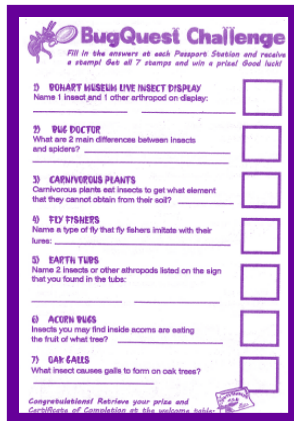 BugQuest Challenge
Fill in the answers at each Passport Station and receive
a stamp! Get all 7 stamps and win a prize! Good luck!
1) BOHART MUSEUM LIVE INSECT DISPLAY
Name 1 insect and 1 other arthropod on display:
2) BUG DOCTOR
What are 2 main differences between insects
and spiders?
3) CARNIVOROUS PLANTS
Carnivorous plants eat insects to get what element
that they cannot obtain from their soil?
4) FLY FISHERS
Name a type of fly that fly fishers imitate with their
lures:
5) EARTH TUBS
Name 2 insects or other athropods listed on the sign
that you found in the tubs:
6) ACORN BUGS
Insects you may find inside acorns are eating
the fruit of what tree?
7) OAK GALLS
What insect causes galls to form on oak trees?
Congratulations! Retrieve your prize and
Certificate of Completion at the welcome table!